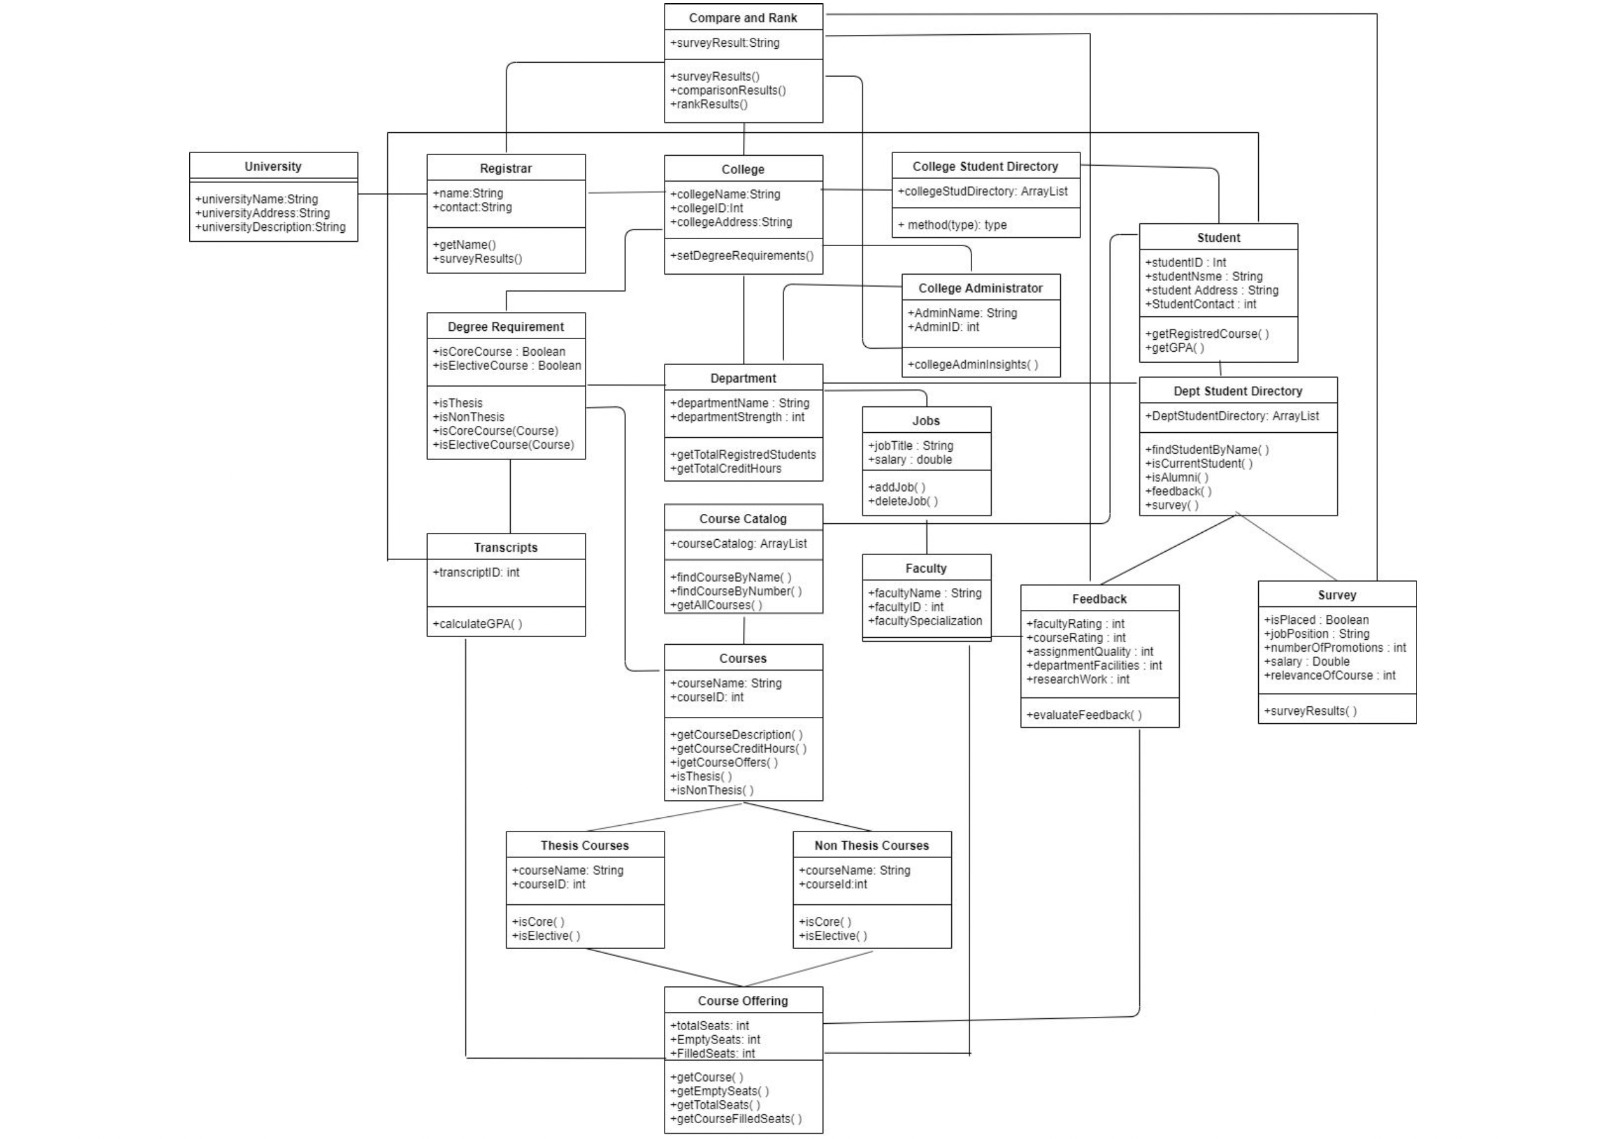 Compare and Rank
+surveyResult:String
+surveyResults()
+comparisonResults()
+rankResults()
University
+universityName:String
+universityAddress:String
+universityDescription:String
Registrar
+name:String
+contact:String
+getName()
+surveyResults()
College
+collegeName:String
+collegeID:Int
+collegeAddress:String
+setDegreeRequirements()
College Student Directory
+collegeStudDirectory: ArrayList
+ method(type): type
Student
+studentID : Int
+studentNsme : String
+student Address : String
+StudentContact : int
+getRegistredCourse( )
+getGPA( )
College Administrator
+AdminName: String
+AdminID: int
+collegeAdminInsights( )
Degree Requirement
+isCoreCourse : Boolean
+isElectiveCourse : Boolean
+isThesis
+isNonThesis
+isCoreCourse(Course)
+isElectiveCourse(Course)
Department
+departmentName : String
+departmentStrength : int
+getTotalRegistredStudents
+getTotalCreditHours
Jobs
+jobTitle : String
+salary : double
+addJob( )
+deleteJob( )
Dept Student Directory
+DeptStudentDirectory: ArrayList
+findStudentByName( )
+isCurrentStudent( )
+isAlumni( )
+feedback( )
+survey( )
Course Catalog
+courseCatalog: ArrayList
+findCourseByName( )
+findCourseByNumber( )
+getAllCourses( )
Transcripts
+transcriptID: int
+calculateGPA( )
Faculty
+facultyName : String
+facultyID : int
+facultySpecialization
Feedback
+facultyRating : int
+courseRating : int
+assignmentQuality : int
+departmentFacilities : int
+researchWork : int
+evaluateFeedback( )
Survey
+isPlaced : Boolean
+jobPosition : String
+numberOfPromotions : int
+salary : Double
+relevanceOfCourse : int
+surveyResults( )
Courses
+courseName: String
+courseID: int
+getCourseDescription( )
+getCourseCreditHours( )
+igetCourseOffers( )
+isThesis( )
+isNonThesis( )
Thesis Courses
+courseName: String
+courseID: int
+isCore( )
+isElective( )
Non Thesis Courses
+courseName: String
+courseId:int
+isCore( )
+isElective( )
Course Offering
+totalSeats: int
+EmptySeats: int
+FilledSeats: int
+getCourse( )
+getEmptySeats( )
+getTotalSeats( )
+getCourseFilledSeats( )